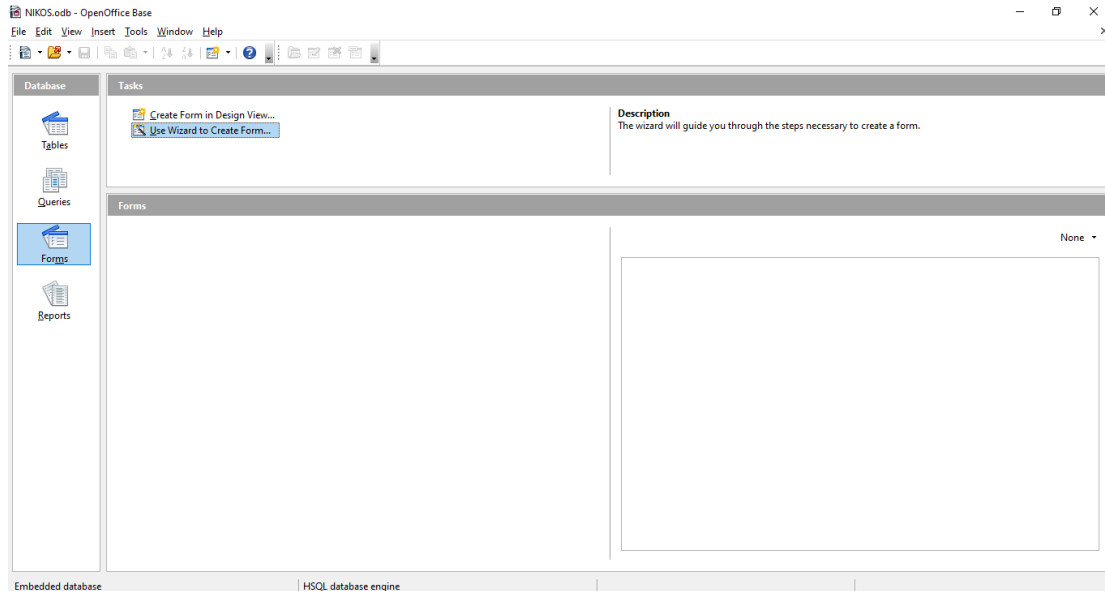 NIKOS.odb - OpenOffice Base
File Edit View Insert Tools Window Help
Database
Tasks
Tables
Queries
Forms
Reports
Create Form in Design View...
Use Wizard to Create Form...
Description
The wizard will guide you through the steps necessary to create a form.
Forms
None
Embedded database
HSQL database engine